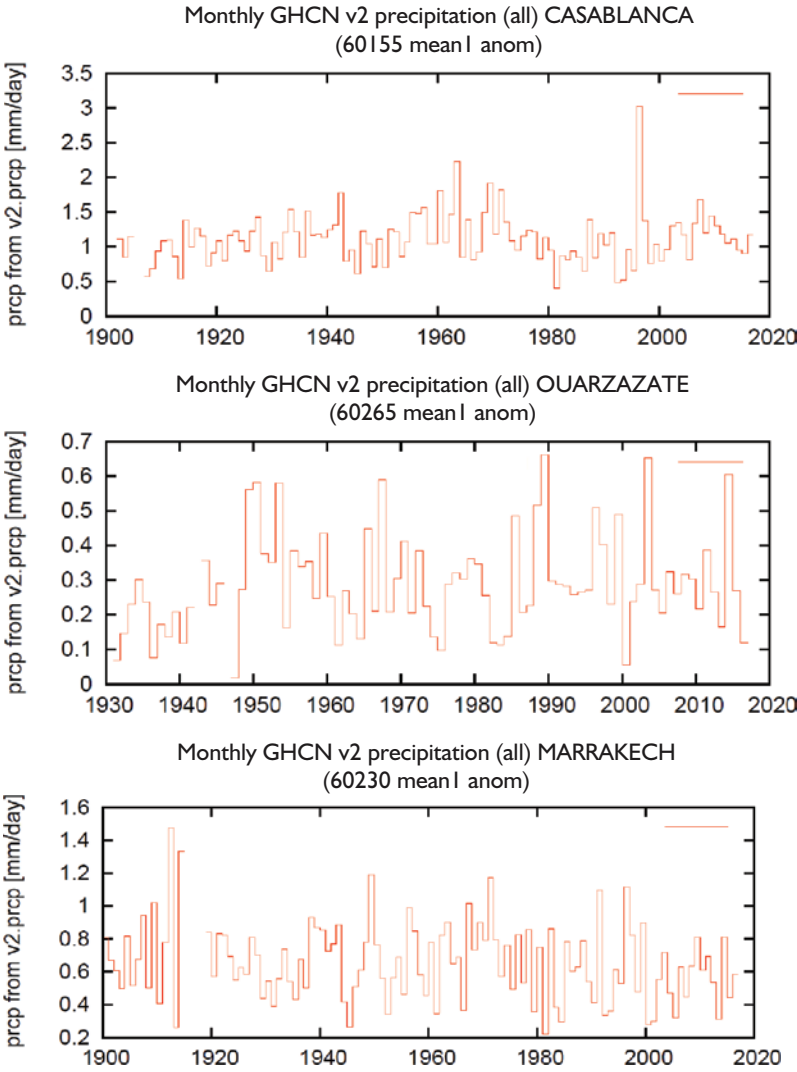 Monthly GHCN v2 precipitation (all) CASABLANCA
(60155 mean1 anom)
prcp from v2.prcp [mm/day]
3.5
3
2.5
2
1.5
1
0.5
0
1900 1920 1940 1960 1980 2000 2020
Monthly GHCN v2 precipitation (all) OUARZAZATE
(60265 mean1 anom)
prcp from v2.prcp [mm/day]
0.7
0.6
0.5
0.4
0.3
0.2
0.1
0
1930 1940 1950 1960 1970 1980 1990 2000 2010 2020
Monthly GHCN v2 precipitation (all) MARRAKECH
(60230 mean1 anom)
prcp from v2.prcp [mm/day]
1.6
1.4
1.2
1
0.8
0.6
0.4
0.2
1900 1920 1940 1960 1980 2000 2020